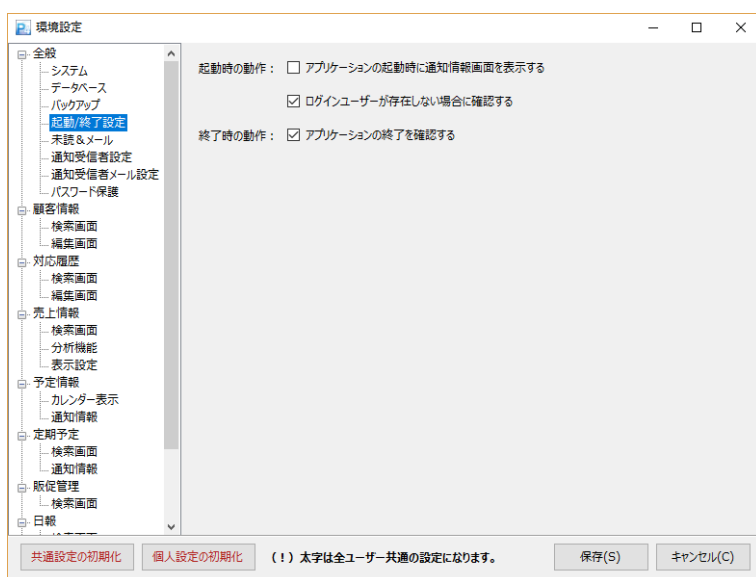 環境設定
全般
システム
データベース
バックアップ
起動/終了設定
未読＆メール
通知受信者設定
通知受信者メール設定
パスワード保護
顧客情報
検索画面
編集画面
対応履歴
検索画面
編集画面
売上情報
検索画面
分析機能
表示設定
予定情報
カレンダー表示
通知情報
定期予定
検索画面
通知情報
販促管理
検索画面
日報
起動時の動作： アプリケーションの起動時に通知情報画面を表示する
ログインユーザーが存在しない場合に確認する
終了時の動作： アプリケーションの終了を確認する
共通設定の初期化 個人設定の初期化 （！）太字は全ユーザー共通の設定になります。 保存(S) キャンセル(C)